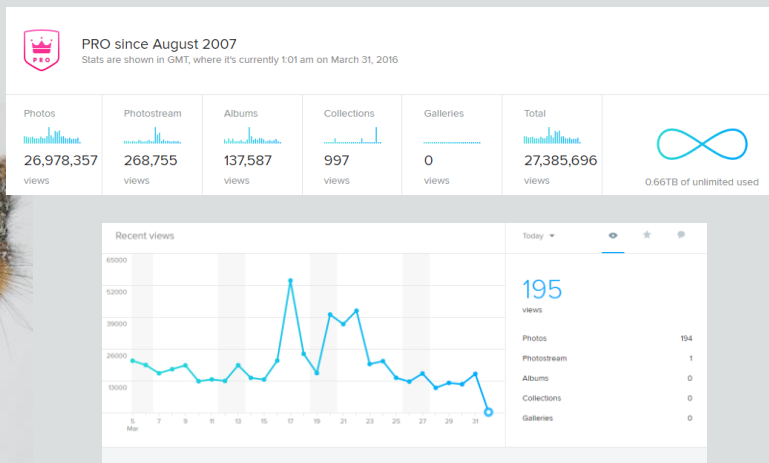 PRO since August 2007
Stats are shown in GMT, where it's currently 1:01 am on March 31, 2016
PRO
Photos
26,978,357
views
Photostream
268,755
views
Albums
137,587
views
Collections
997
views
Galleries
0
views
Total
27,385,696
views
0.66TB of unlimited used
Recent views
65000
52000
39000
26000
13000
5 7 9 11 13 15 17 19 21 23 25 27 29 31
Mar
Today
195
views
Photos 194
Photostream 1
Albums 0
Collections 0
Galleries 0